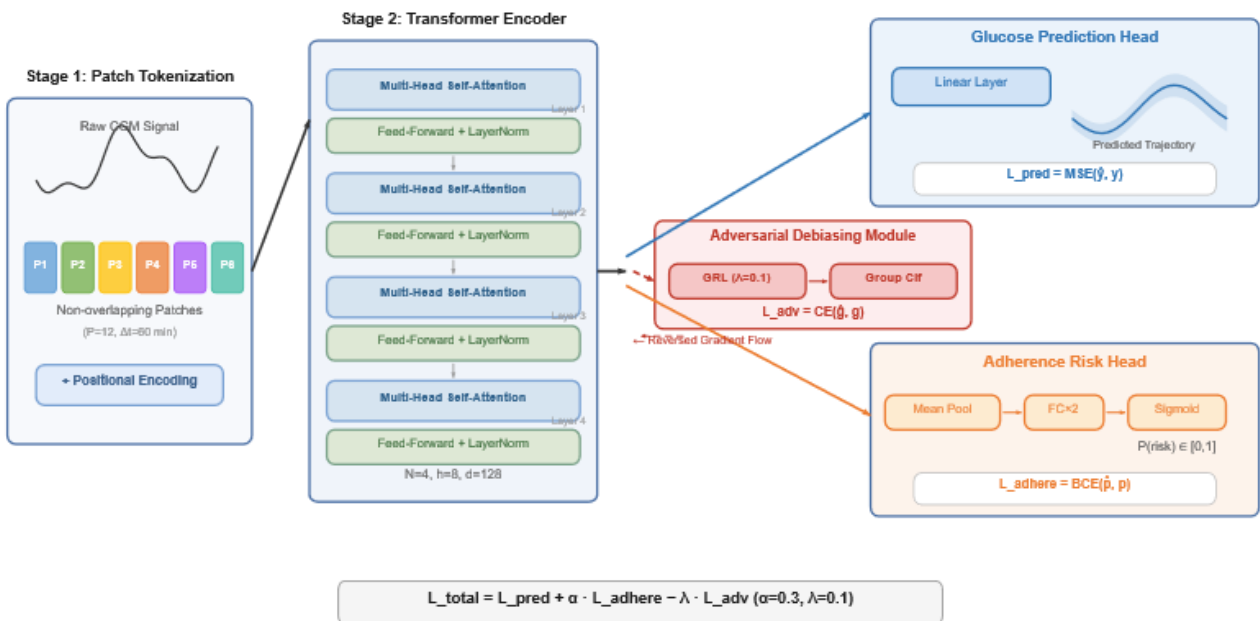 Stage 1: Patch Tokenization
Raw CGM Signal
P1 P2 P3 P4 P5 P6
Non-overlapping Patches
(P=12, Δt=60 min)
+ Positional Encoding
Stage 2: Transformer Encoder
Multi-Head Self-Attention
Layer 1
Feed-Forward + LayerNorm
Multi-Head Self-Attention
Layer 2
Feed-Forward + LayerNorm
Multi-Head Self-Attention
Layer 3
Feed-Forward + LayerNorm
Multi-Head Self-Attention
Layer 4
Feed-Forward + LayerNorm
N=4, h=8, d=128
Glucose Prediction Head
Linear Layer
Predicted Trajectory
L_pred = MSE(ŷ, y)
Adversarial Debiasing Module
GRL (λ=0.1)
Group Clf
L_adv = CE(ĝ, g)
← Reversed Gradient Flow
Adherence Risk Head
Mean Pool
FC×2
Sigmoid
P(risk) ∈ [0,1]
L_adhere = BCE(p̂, p)
L_total = L_pred + α · L_adhere − λ · L_adv (α=0.3, λ=0.1)